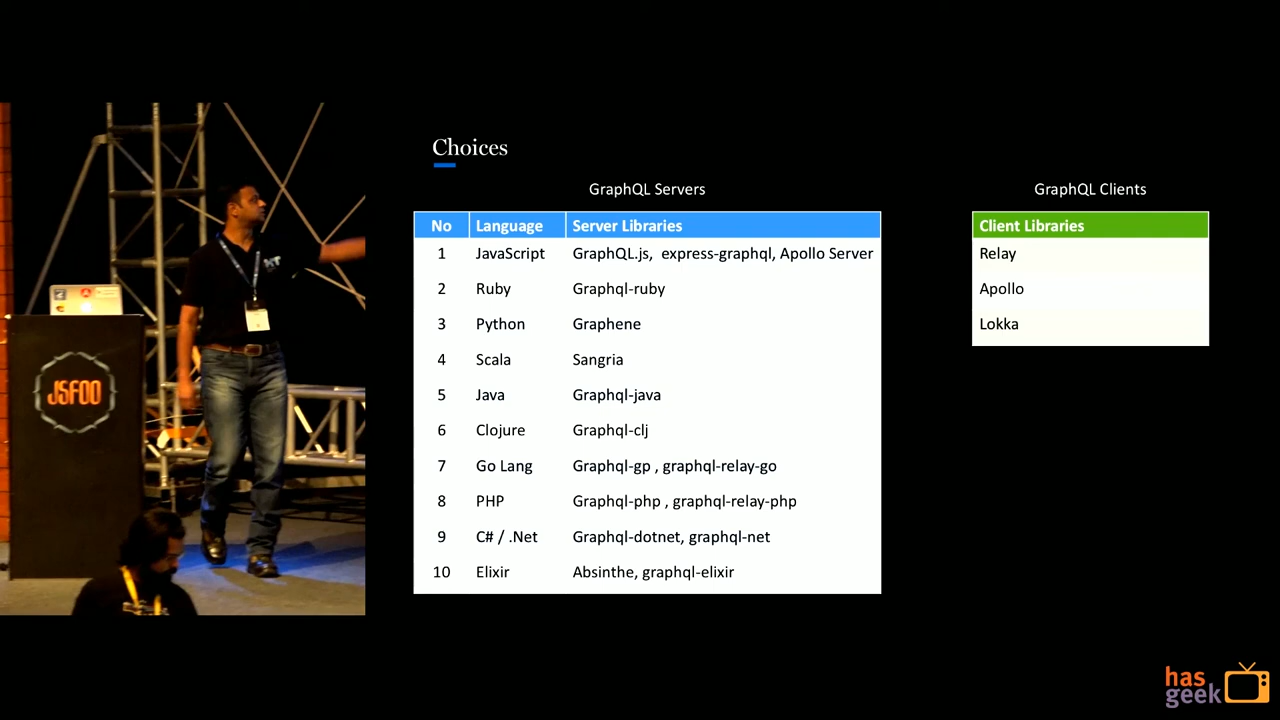 Choices
GraphQL Servers
No Language Server Libraries
1 JavaScript GraphQL.js, express-graphql, Apollo Server
2 Ruby Graphql-ruby
3 Python Graphene
4 Scala Sangria
5 Java Graphql-java
6 Clojure Graphql-clj
7 Go Lang Graphql-gp , graphql-relay-go
8 PHP Graphql-php , graphql-relay-php
9 C# / .Net Graphql-dotnet, graphql-net
10 Elixir Absinthe, graphql-elixir
GraphQL Clients
Client Libraries
Relay
Apollo
Lokka
JSFOO
has
geek